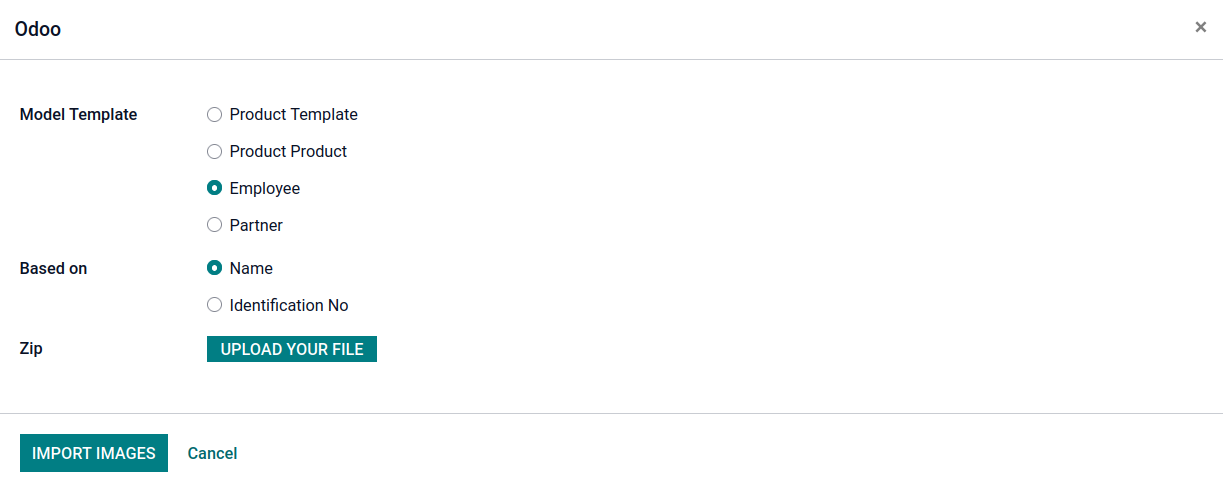 Odoo
×
Model Template
Product Template
Product Product
Employee
Partner
Based on
Name
Identification No
Zip
UPLOAD YOUR FILE
IMPORT IMAGES
Cancel